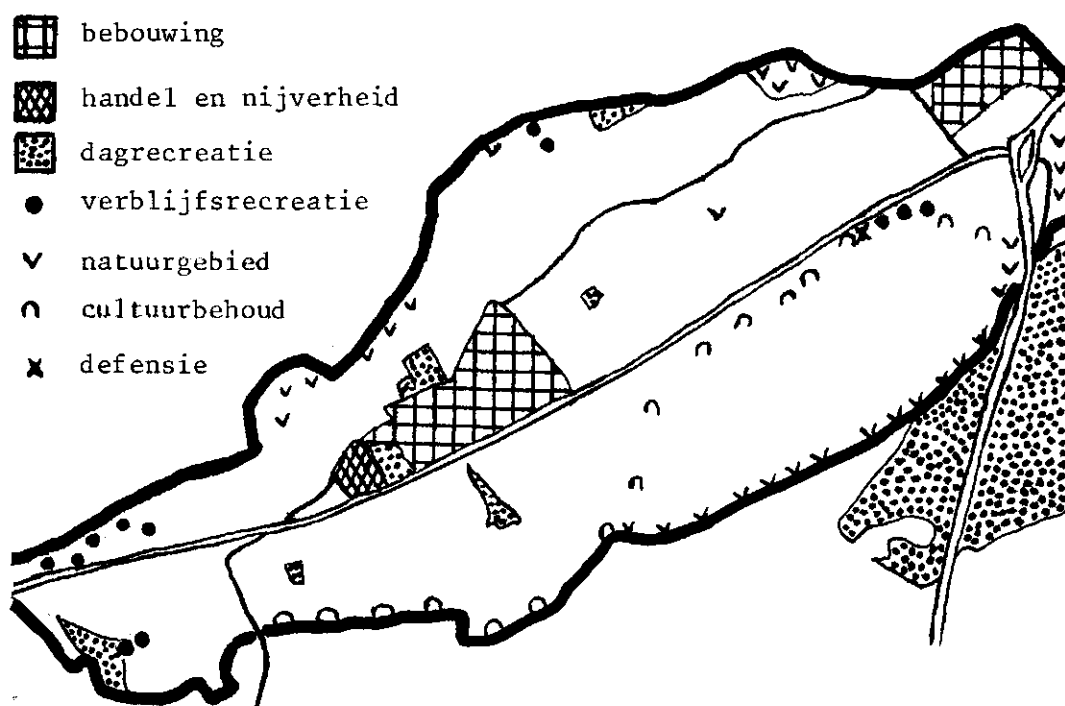 bebouwing
handel en nijverheid
dagrecreatie
verblijfsrecreatie
natuurgebied
cultuurbehoud
defensie